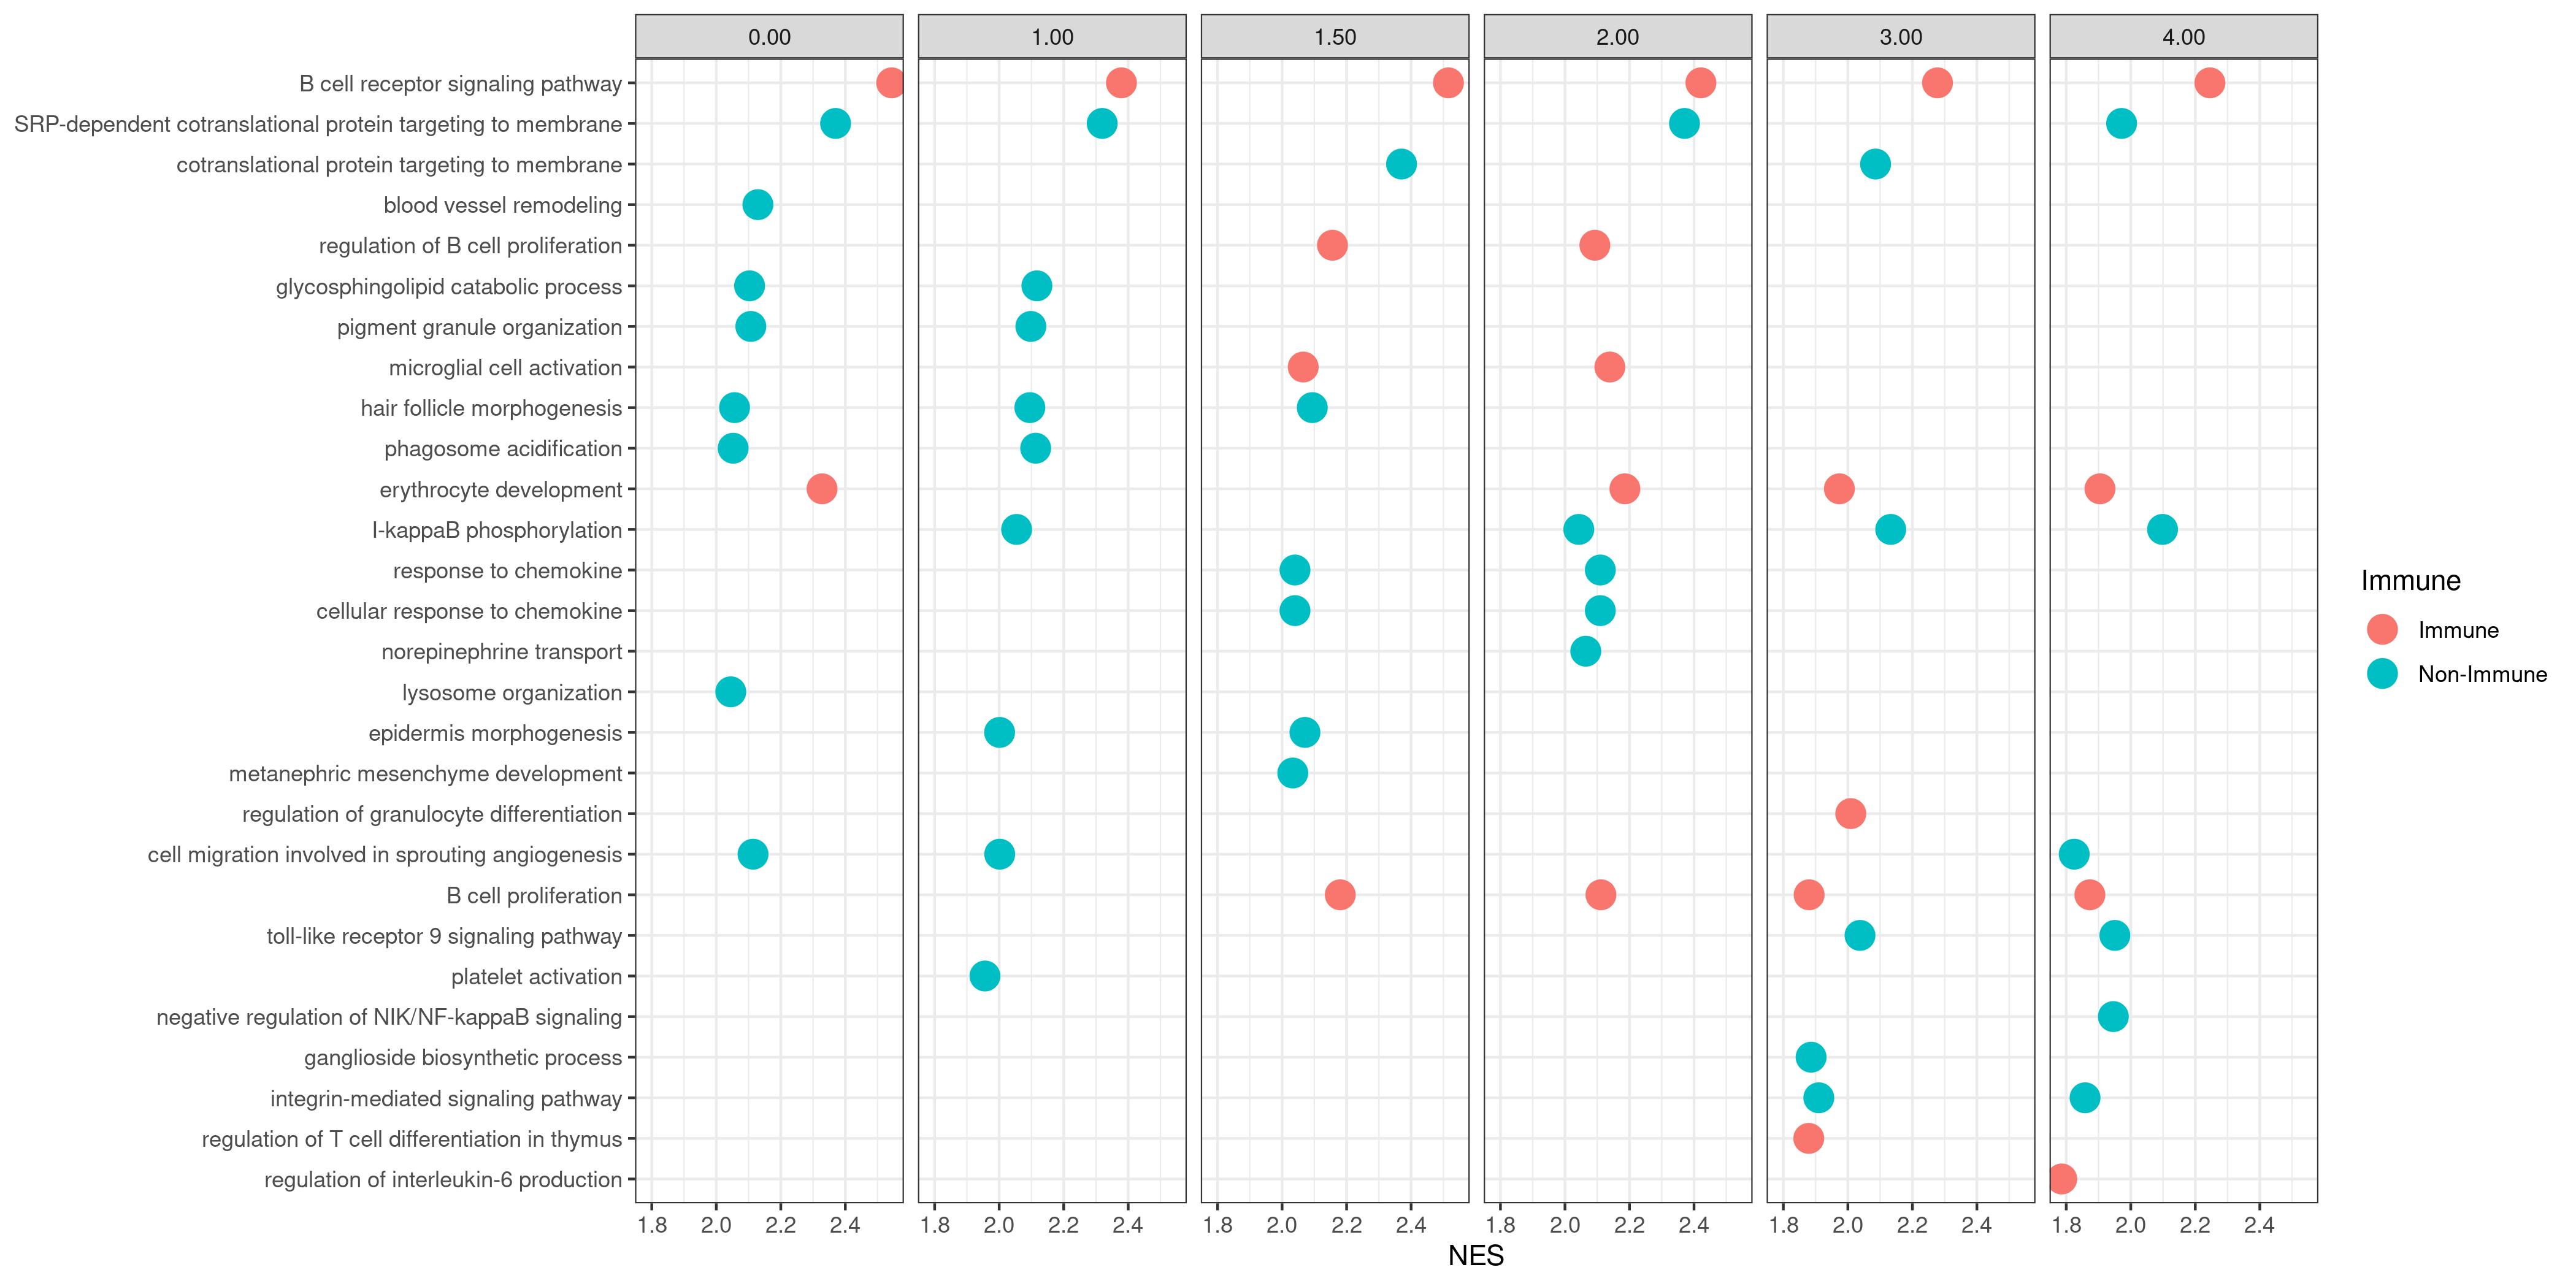 0.00 1.00 1.50 2.00 3.00 4.00
B cell receptor signaling pathway
SRP-dependent cotranslational protein targeting to membrane
cotranslational protein targeting to membrane
blood vessel remodeling
regulation of B cell proliferation
glycosphingolipid catabolic process
pigment granule organization
microglial cell activation
hair follicle morphogenesis
phagosome acidification
erythrocyte development
I-kappaB phosphorylation
response to chemokine
cellular response to chemokine
norepinephrine transport
lysosome organization
epidermis morphogenesis
metanephric mesenchyme development
regulation of granulocyte differentiation
cell migration involved in sprouting angiogenesis
B cell proliferation
toll-like receptor 9 signaling pathway
platelet activation
negative regulation of NIK/NF-kappaB signaling
ganglioside biosynthetic process
integrin-mediated signaling pathway
regulation of T cell differentiation in thymus
regulation of interleukin-6 production
1.8 2.0 2.2 2.4 1.8 2.0 2.2 2.4 1.8 2.0 2.2 2.4 1.8 2.0 2.2 2.4 1.8 2.0 2.2 2.4 1.8 2.0 2.2 2.4
NES
Immune
Immune
Non-Immune